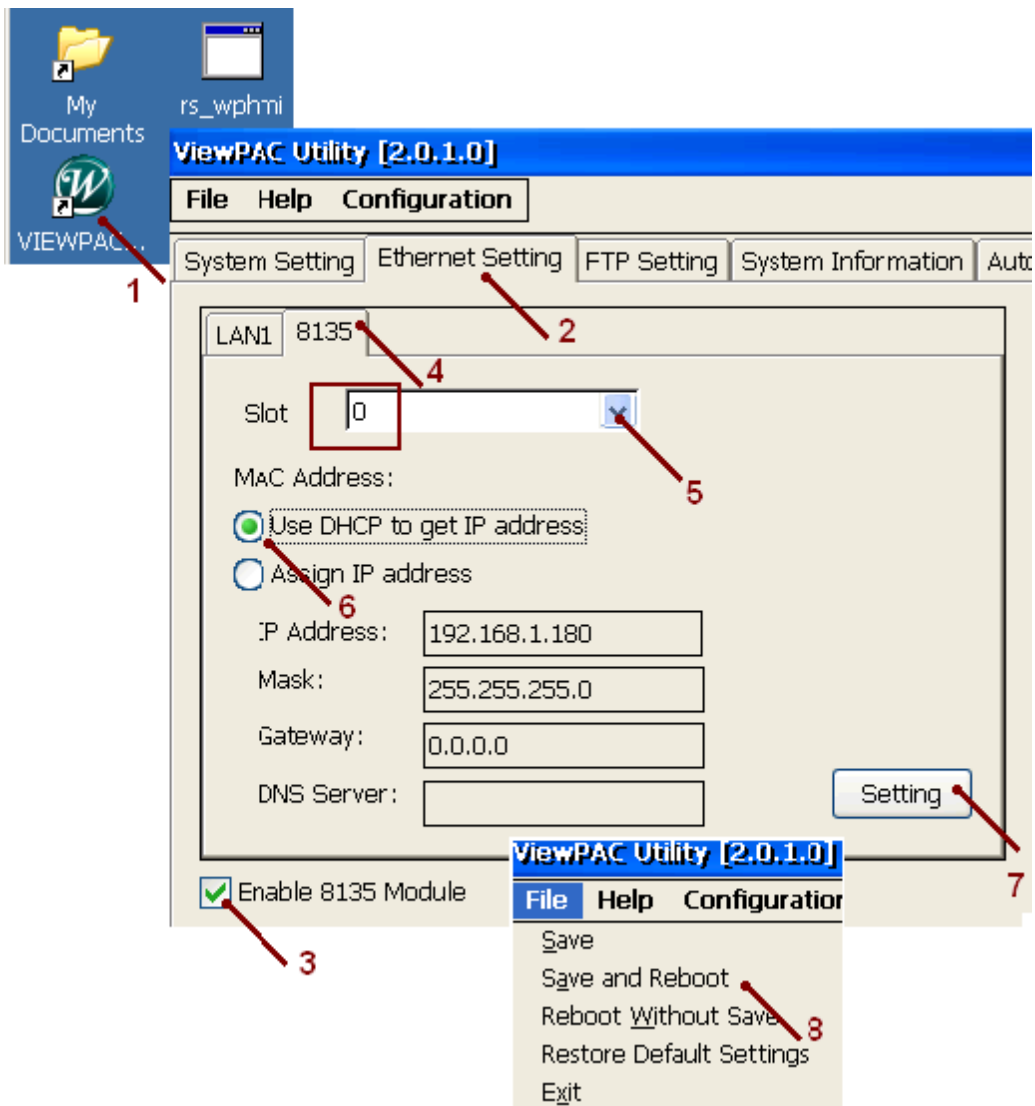 My Documents
rs_wphmi
VIEWPAC...
1
ViewPAC Utility [2.0.1.0]
File Help Configuration
System Setting Ethernet Setting FTP Setting System Information Auto
2
LAN1 8135
4
Slot 0
5
MAC Address:
Use DHCP to get IP address
Assign IP address
6
IP Address: 192.168.1.180
Mask: 255.255.255.0
Gateway: 0.0.0.0
DNS Server:
Setting
7
Enable 8135 Module
3
ViewPAC Utility [2.0.1.0]
File Help Configuration
Save
Save and Reboot
Reboot Without Save
8
Restore Default Settings
Exit